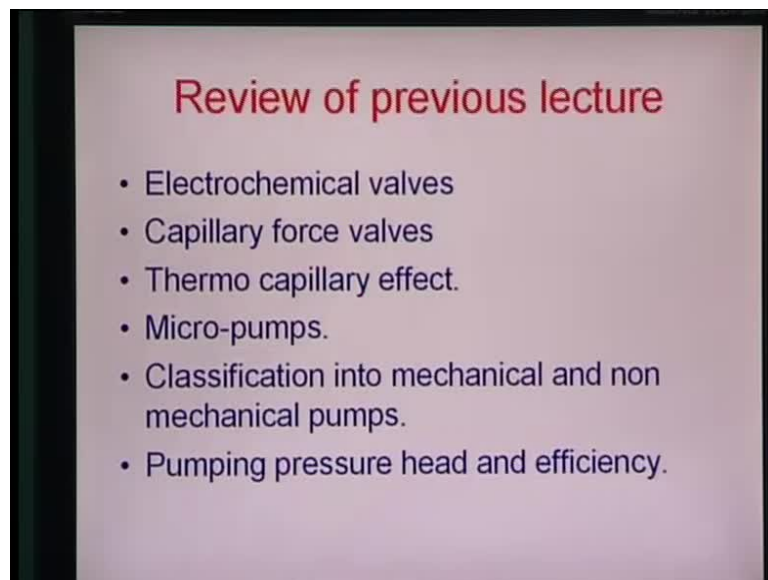 Review of previous lecture
• Electrochemical valves
• Capillary force valves
• Thermo capillary effect.
• Micro-pumps.
• Classification into mechanical and non
mechanical pumps.
• Pumping pressure head and efficiency.